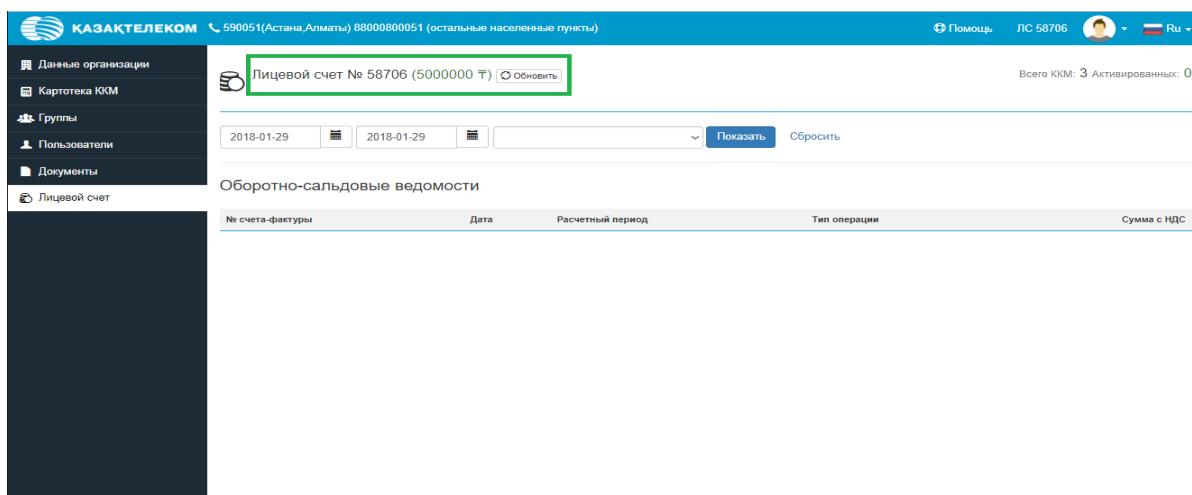 КАЗАҚТЕЛЕКОМ 590051(Астана,Алматы) 88000800051 (остальные населенные пункты) Помощь ЛС 58706 Ru
Данные организации
Картотека ККМ
Группы
Пользователи
Документы
Лицевой счет
Лицевой счет № 58706 (5000000 ₸) Обновить
Всего ККМ: 3 Активированных: 0
2018-01-29 2018-01-29 Показать Сбросить
Оборотно-сальдовые ведомости
№ счета-фактуры Дата Расчетный период Тип операции Сумма с НДС